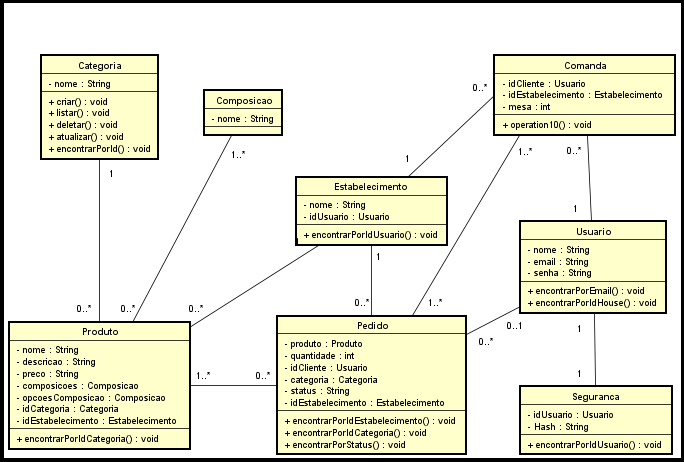 Categoria
- nome : String
+ criar() : void
+ listar() : void
+ deletar() : void
+ atualizar() : void
+ encontrarPorId() : void
1
0..*
Composicao
- nome : String
1..*
0..*
Comanda
- idCliente : Usuario
- idEstabelecimento : Estabelecimento
- mesa : int
+ operation10() : void
0..*
1
1..*
0..*
Estabelecimento
- nome : String
- idUsuario : Usuario
+ encontrarPorIdUsuario() : void
1
0..*
0..*
1..*
1
Usuario
- nome : String
- email : String
- senha : String
+ encontrarPorEmail() : void
+ encontrarPorIdHouse() : void
0..1
0..*
1
1
Produto
- nome : String
- descricao : String
- preco : String
- composicoes : Composicao
- opcoesComposicao : Composicao
- idCategoria : Categoria
- idEstabelecimento : Estabelecimento
+ encontrarPorIdCategoria() : void
1..*
0..*
Pedido
- produto : Produto
- quantidade : int
- idCliente : Usuario
- categoria : Categoria
- status : String
- idEstabelecimento : Estabelecimento
+ encontrarPorIdEstabelecimento() : void
+ encontrarPorIdCategoria() : void
+ encontrarPorStatus() : void
Seguranca
- idUsuario : Usuario
- Hash : String
+ encontrarPorIdUsuario() : void